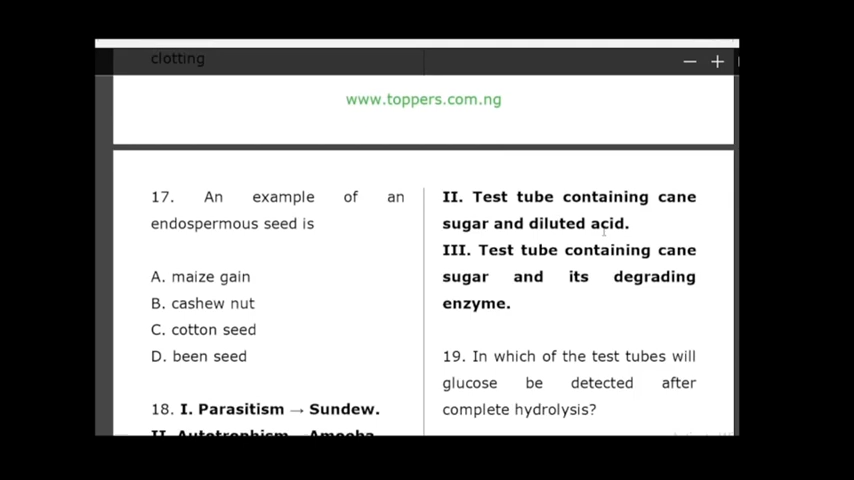 clotting
www.toppers.com.ng
17. An example of an
endospermous seed is
A. maize gain
B. cashew nut
C. cotton seed
D. been seed
18. I. Parasitism → Sundew.
II. Autotrophism → Amoeba
II. Test tube containing cane
sugar and diluted acid.
III. Test tube containing cane
sugar and its degrading
enzyme.
19. In which of the test tubes will
glucose be detected after
complete hydrolysis?